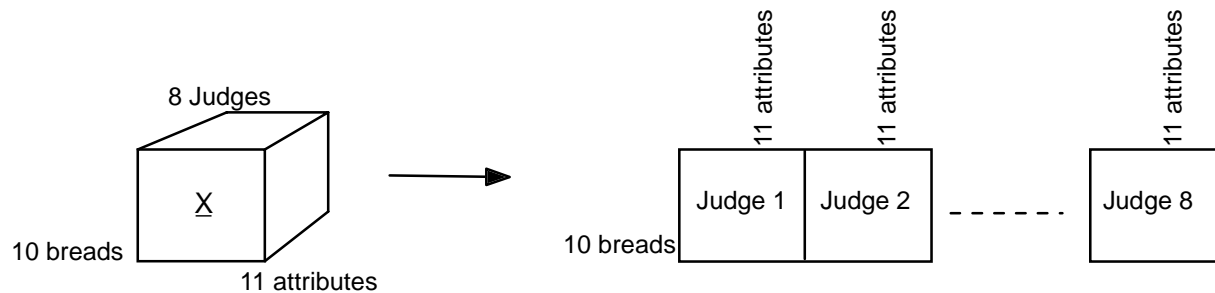 8 Judges
X
10 breads
11 attributes
11 attributes
11 attributes
11 attributes
Judge 1
Judge 2
Judge 8
10 breads